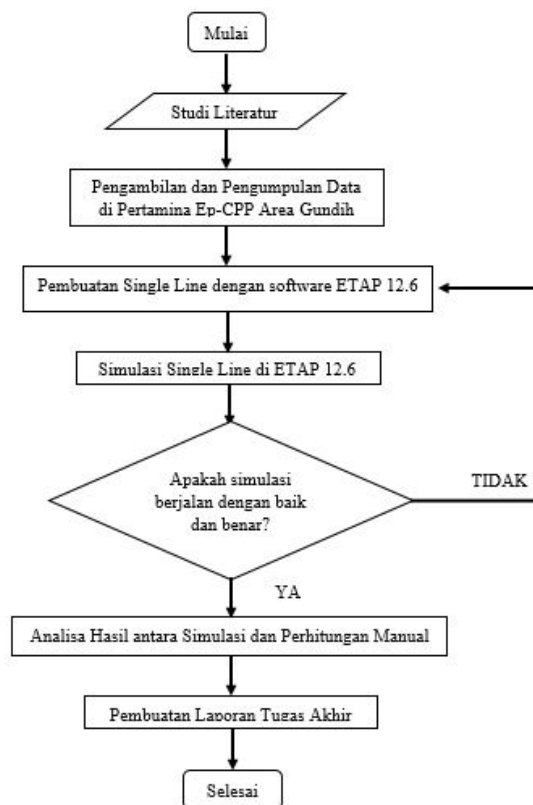 Mulai
Studi Literatur
Pengambilan dan Pengumpulan Data
di Pertamina Ep-CPP Area Gundih
Pembuatan Single Line dengan software ETAP 12.6
Simulasi Single Line di ETAP 12.6
Apakah simulasi
berjalan dengan baik
dan benar?
TIDAK
YA
Analisa Hasil antara Simulasi dan Perhitungan Manual
Pembuatan Laporan Tugas Akhir
Selesai